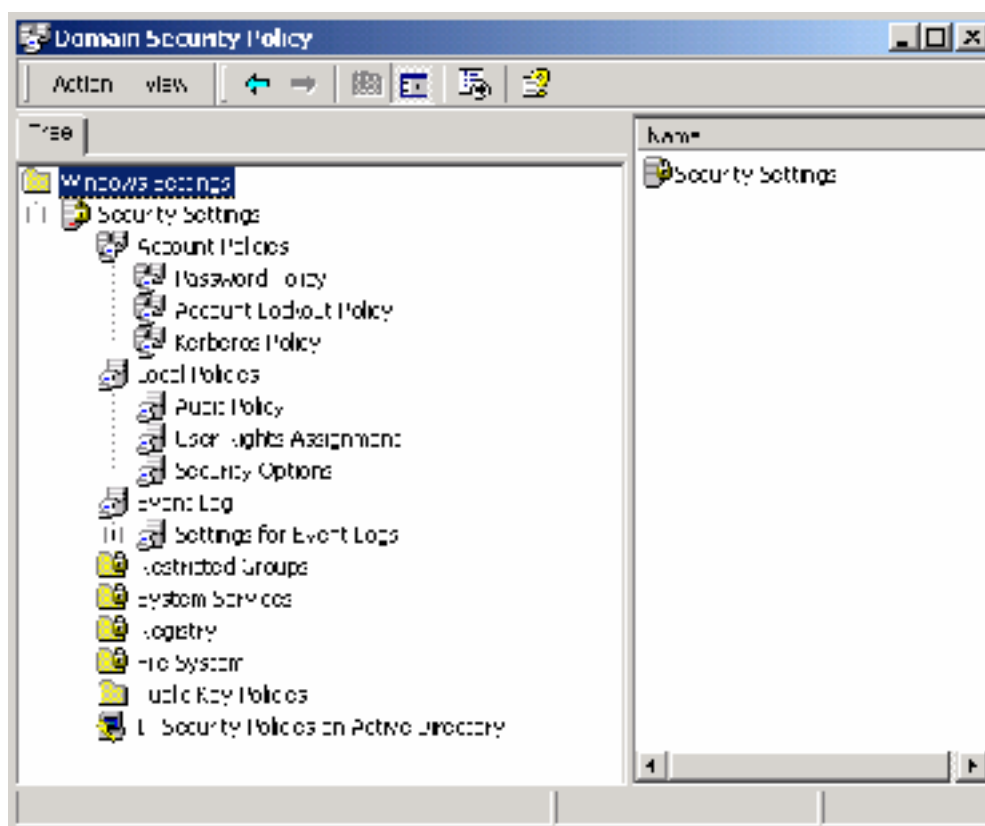 Domain Security Policy
Action View
Tree
Name
Windows Settings
Security Settings
Security Settings
Account Policies
Password Policy
Account Lockout Policy
Kerberos Policy
Local Policies
Audit Policy
User Rights Assignment
Security Options
Event Log
Settings for Event Logs
Restricted Groups
System Services
Registry
File System
Public Key Policies
IP Security Policies on Active Directory